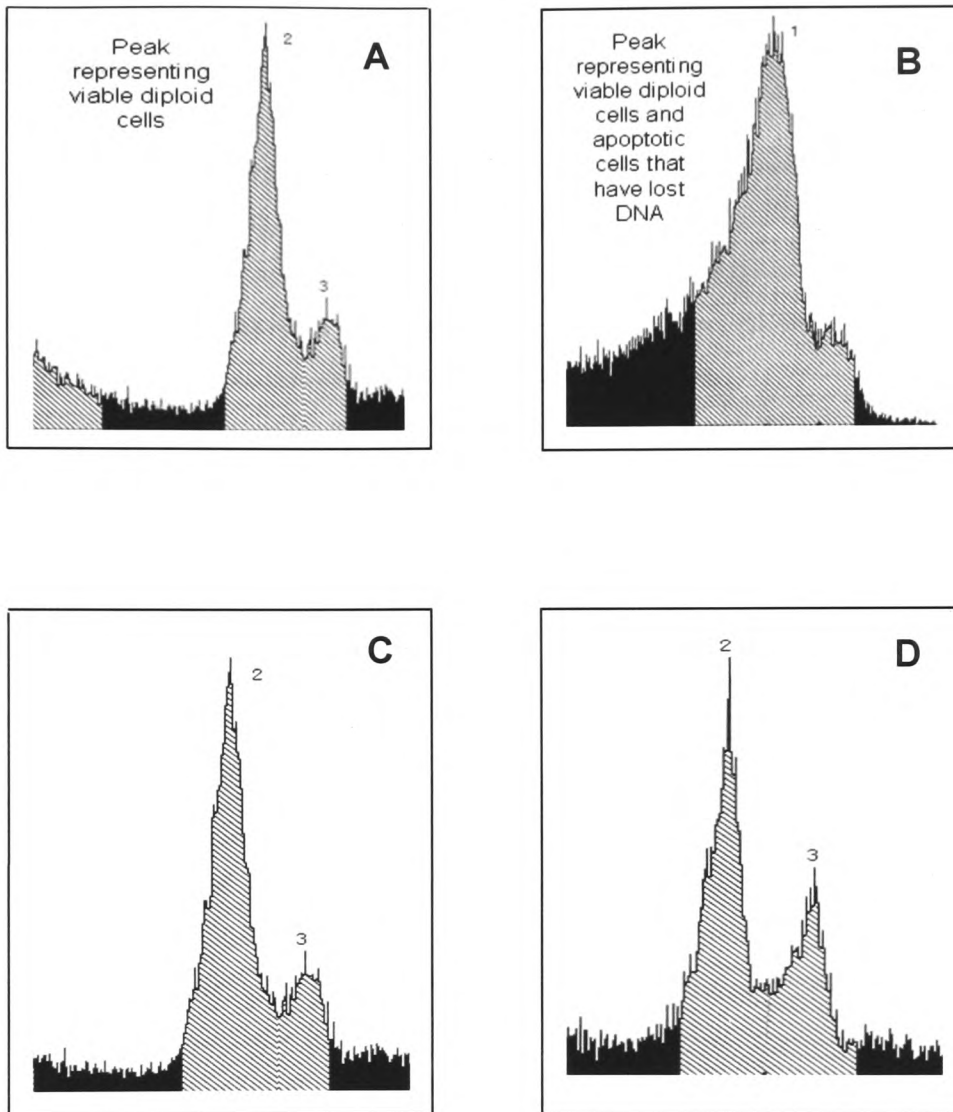 Peak
representing
viable diploid
cells
2
A
3
Peak
representing
viable diploid
cells and
apoptotic
cells that
have lost
DNA
1
B
2
C
3
2
D
3